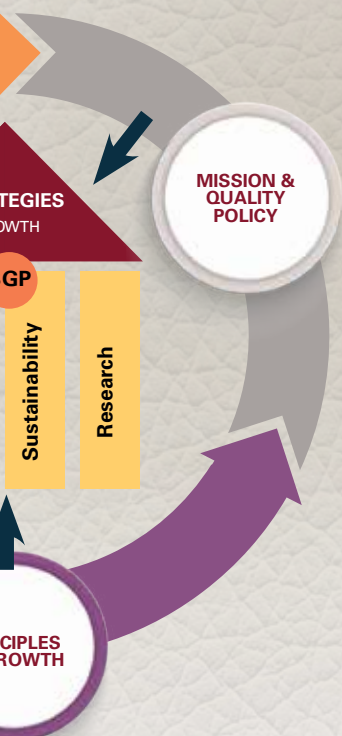 MISSION &
QUALITY
POLICY
TEGIES
OWTH
GP
Sustainability
Research
CIPLES
ROWTH